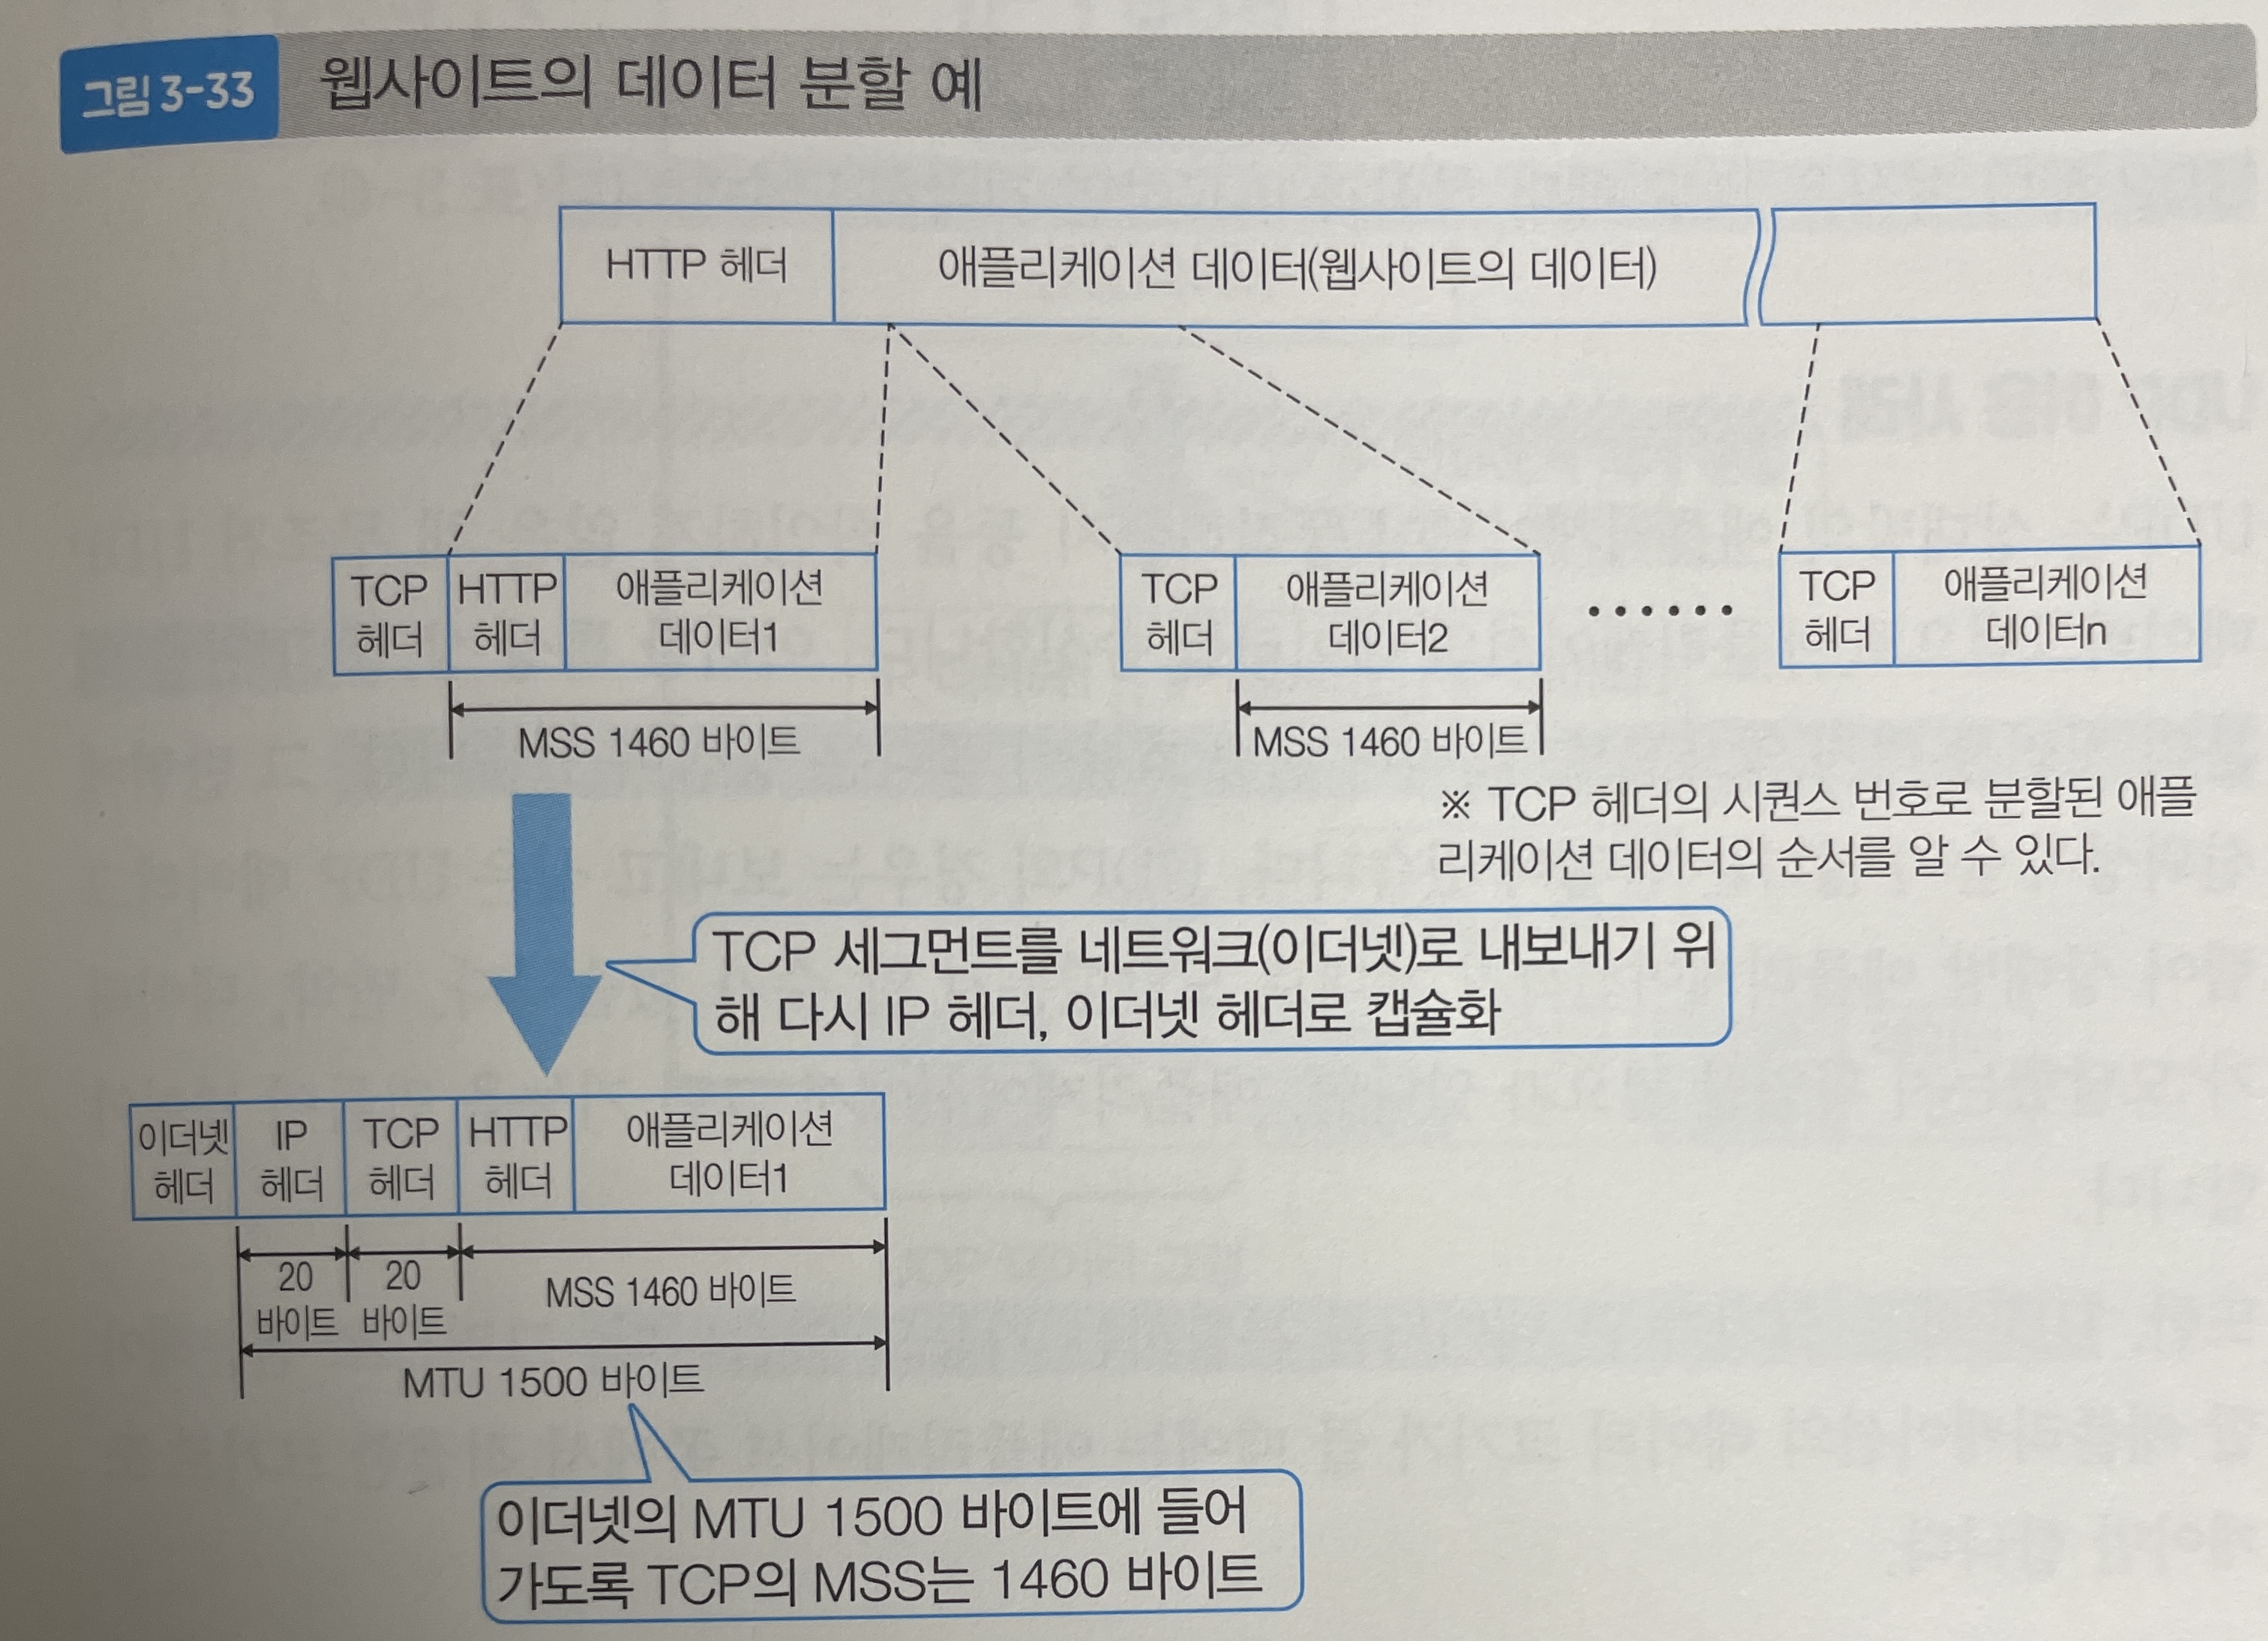 그림 3-33 웹사이트의 데이터 분할 예
HTTP 헤더
애플리케이션 데이터(웹사이트의 데이터)
TCP
헤더
HTTP
헤더
애플리케이션
데이터1
TCP
헤더
애플리케이션
데이터2
······
TCP
헤더
애플리케이션
데이터n
MSS 1460 바이트
MSS 1460 바이트
※ TCP 헤더의 시퀀스 번호로 분할된 애플
리케이션 데이터의 순서를 알 수 있다.
TCP 세그먼트를 네트워크(이더넷)로 내보내기 위
해 다시 IP 헤더, 이더넷 헤더로 캡슐화
이더넷
헤더
IP
헤더
TCP
헤더
HTTP
헤더
애플리케이션
데이터1
20
바이트
20
바이트
MSS 1460 바이트
MTU 1500 바이트
이더넷의 MTU 1500 바이트에 들어
가도록 TCP의 MSS는 1460 바이트